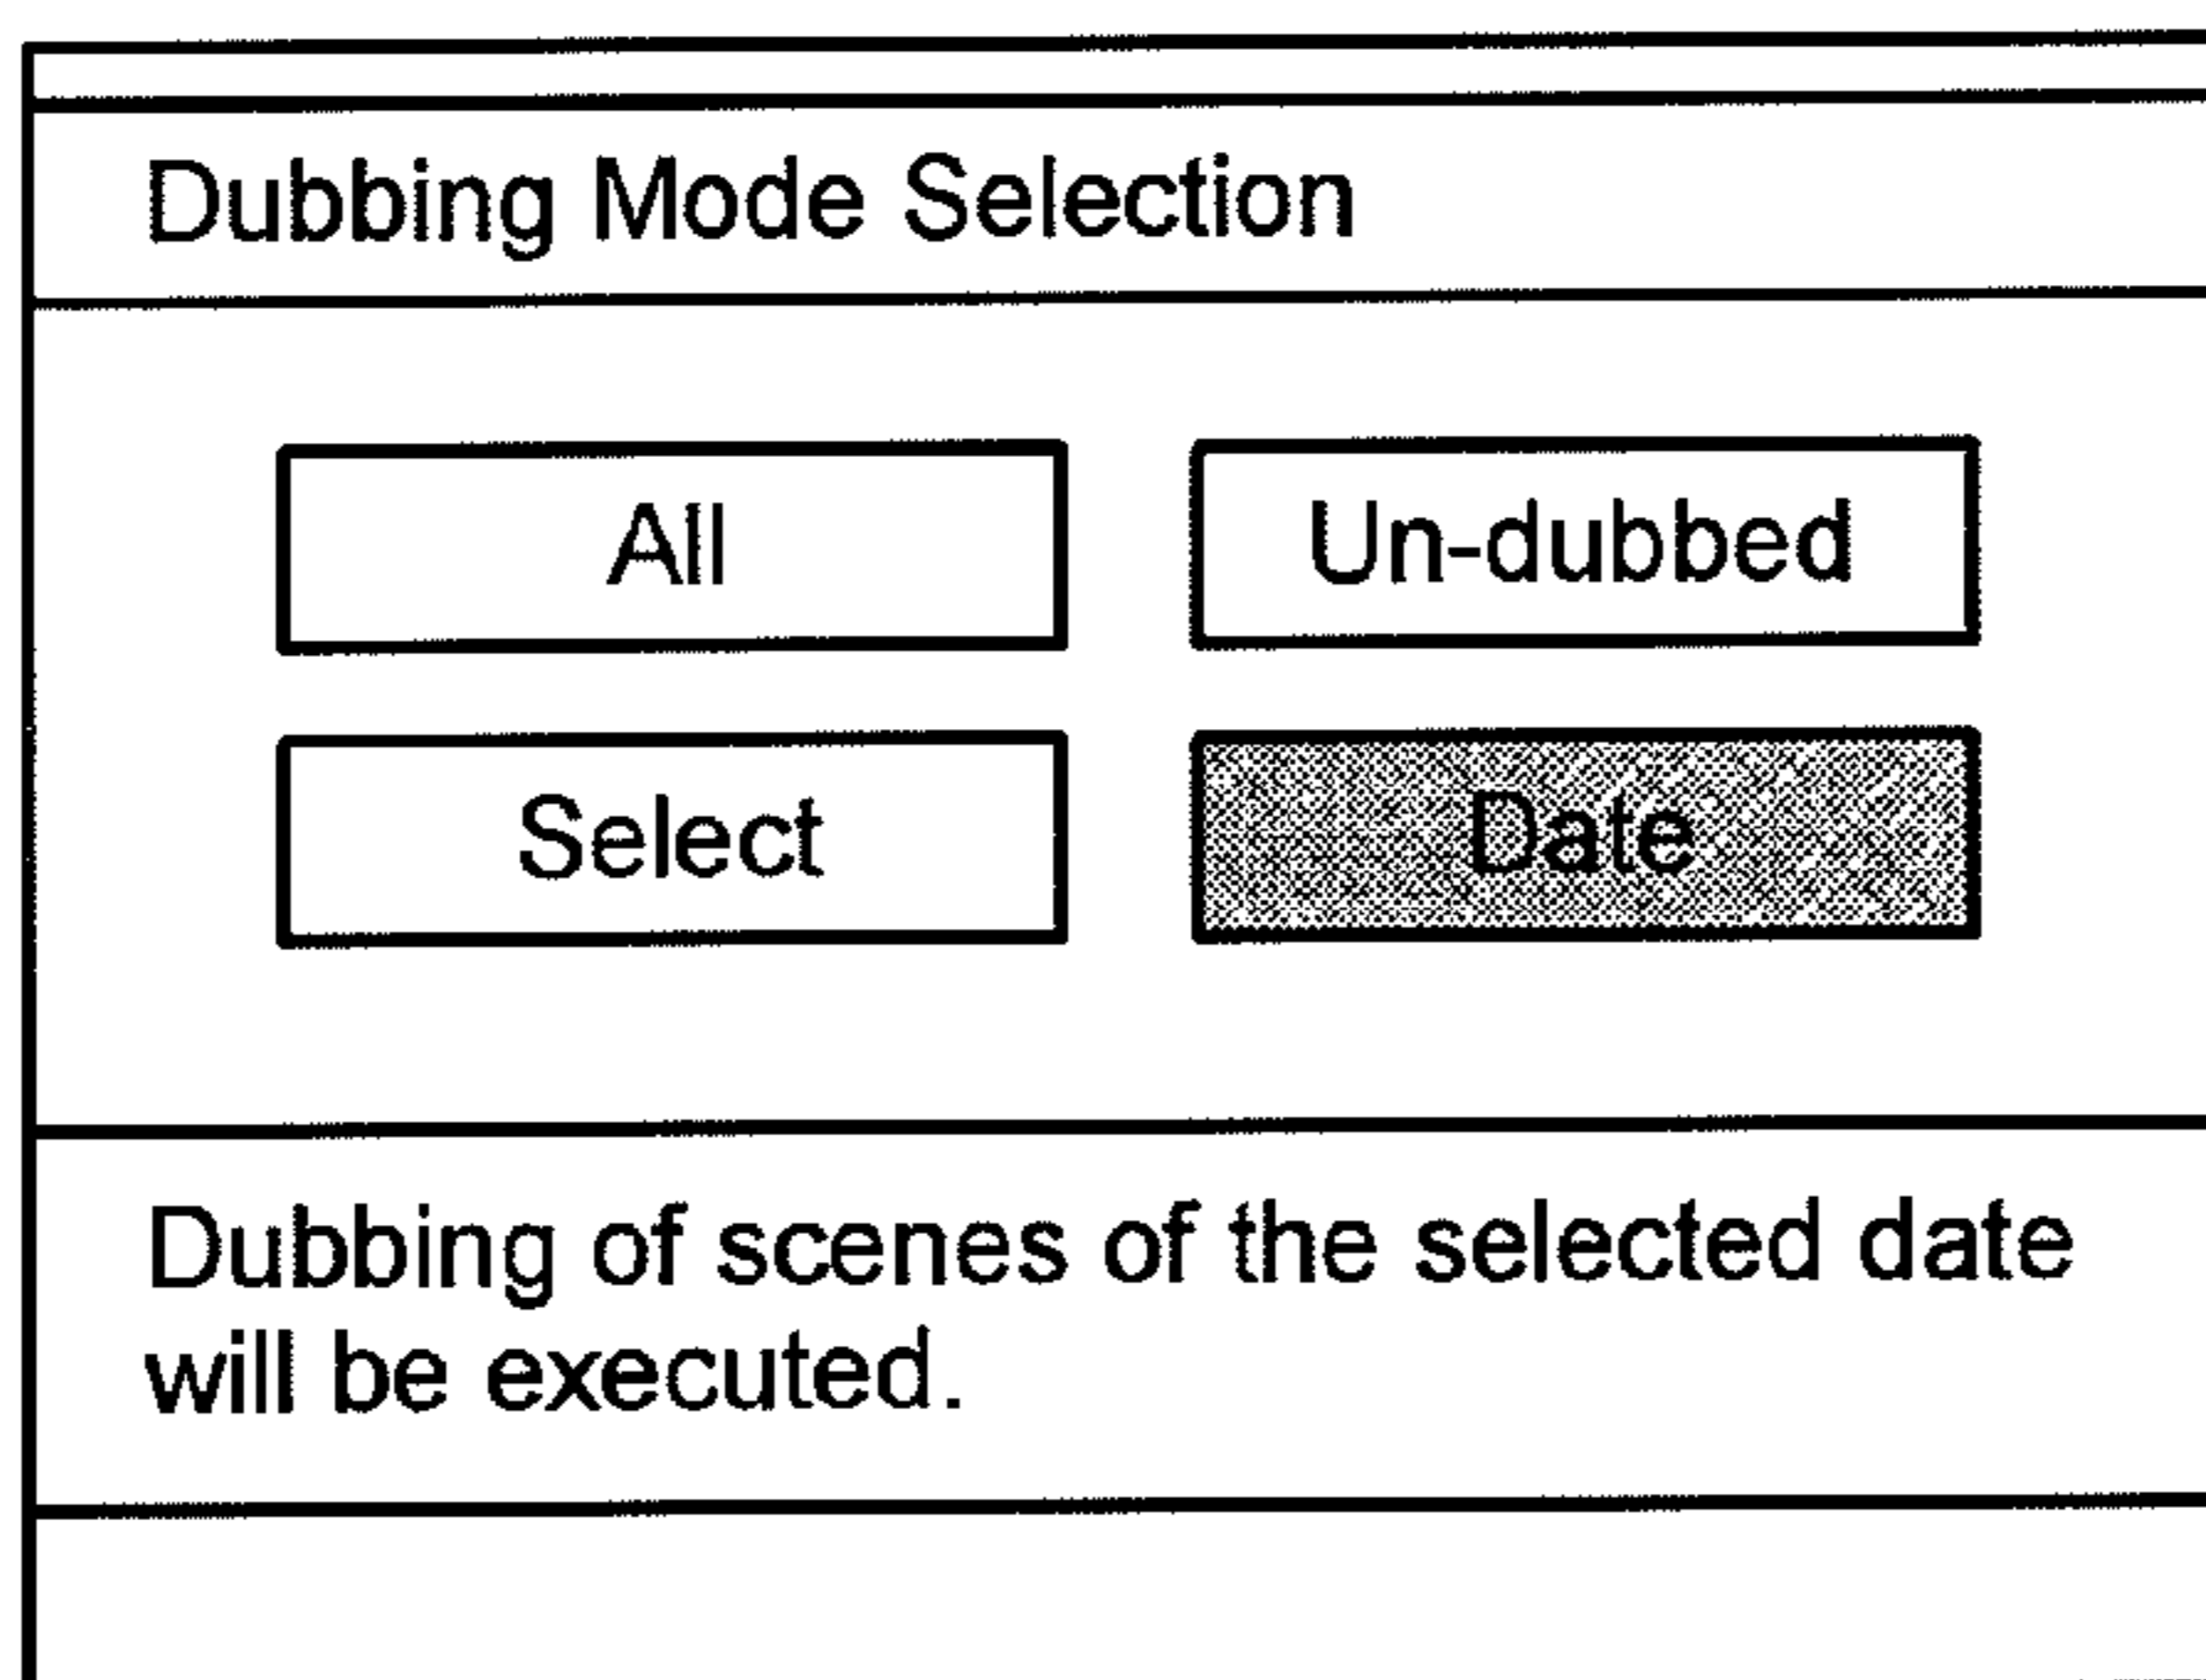 Dubbing Mode Selection
All
Un-dubbed
Select
Date
Dubbing of scenes of the selected date
will be executed.